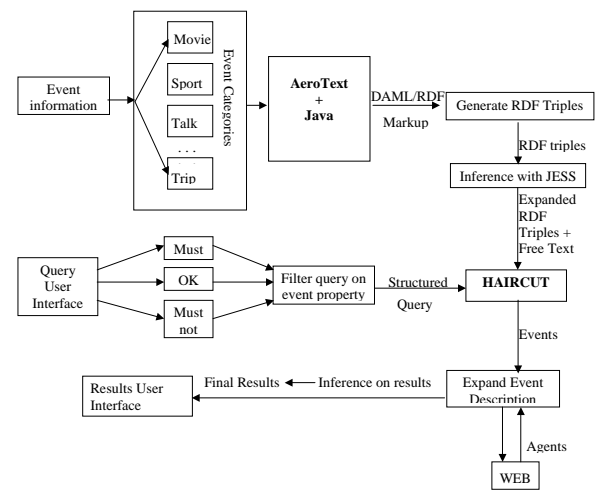 Event
information
Movie
Sport
Talk
. . .
Trip
Event Categories
AeroText
+
Java
DAML/RDF
Markup
Generate RDF Triples
RDF triples
Inference with JESS
Expanded
RDF
Triples +
Free Text
Query
User
Interface
Must
OK
Must
not
Filter query on
event property
Structured
Query
HAIRCUT
Events
Results User
Interface
Final Results
Inference on results
Expand Event
Description
Agents
WEB